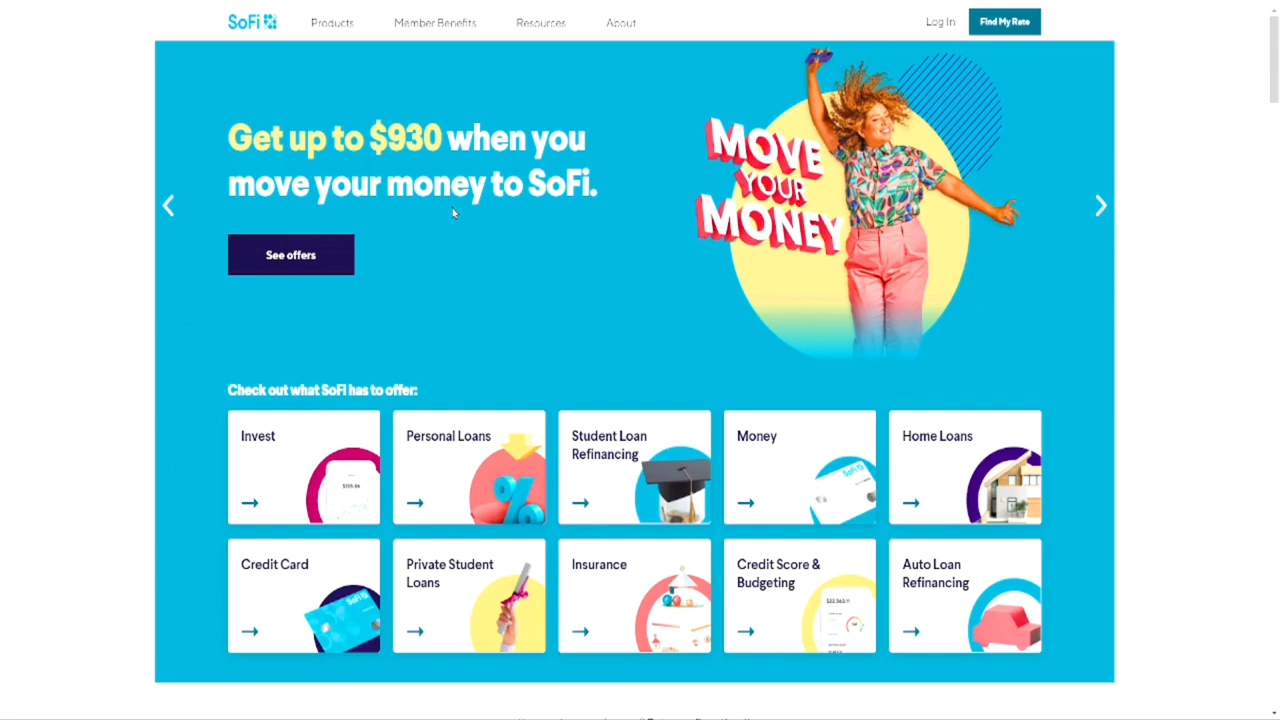 SoFi
Products
Member Benefits
Resources
About
Log In
Find My Rate
Get up to $930 when you
move your money to SoFi.
See offers
MOVE
YOUR
MONEY
Check out what SoFi has to offer:
Invest
Personal Loans
Student Loan
Refinancing
Money
SoFi
Home Loans
Credit Card
SoFi
Private Student
Loans
Insurance
Credit Score &
Budgeting
Auto Loan
Refinancing